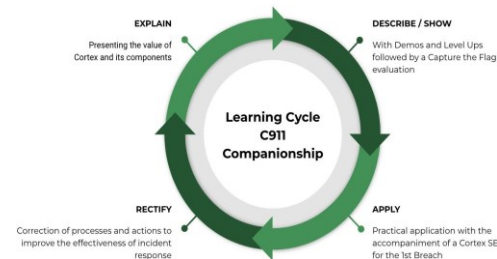 EXPLAIN
Presenting the value of
Cortex and its components
DESCRIBE / SHOW
With Demos and Level Ups
followed by a Capture the Flag
evaluation
Learning Cycle
C911
Companionship
RECTIFY
Correction of processes and actions to
improve the effectiveness of incident
response
APPLY
Practical application with the
accompaniment of a Cortex SE
for the 1st Breach